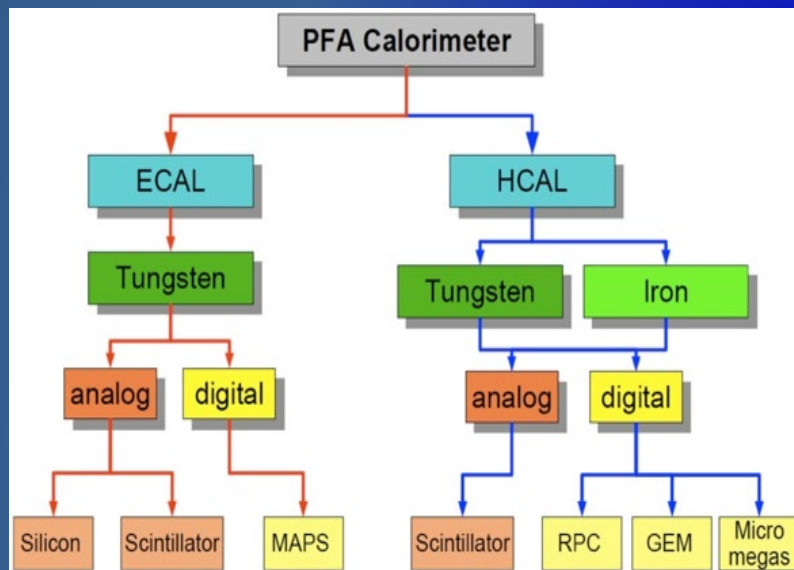 PFA Calorimeter
ECAL
HCAL
Tungsten
Tungsten
Iron
analog
digital
analog
digital
Silicon
Scintillator
MAPS
Scintillator
RPC
GEM
Micro
megas